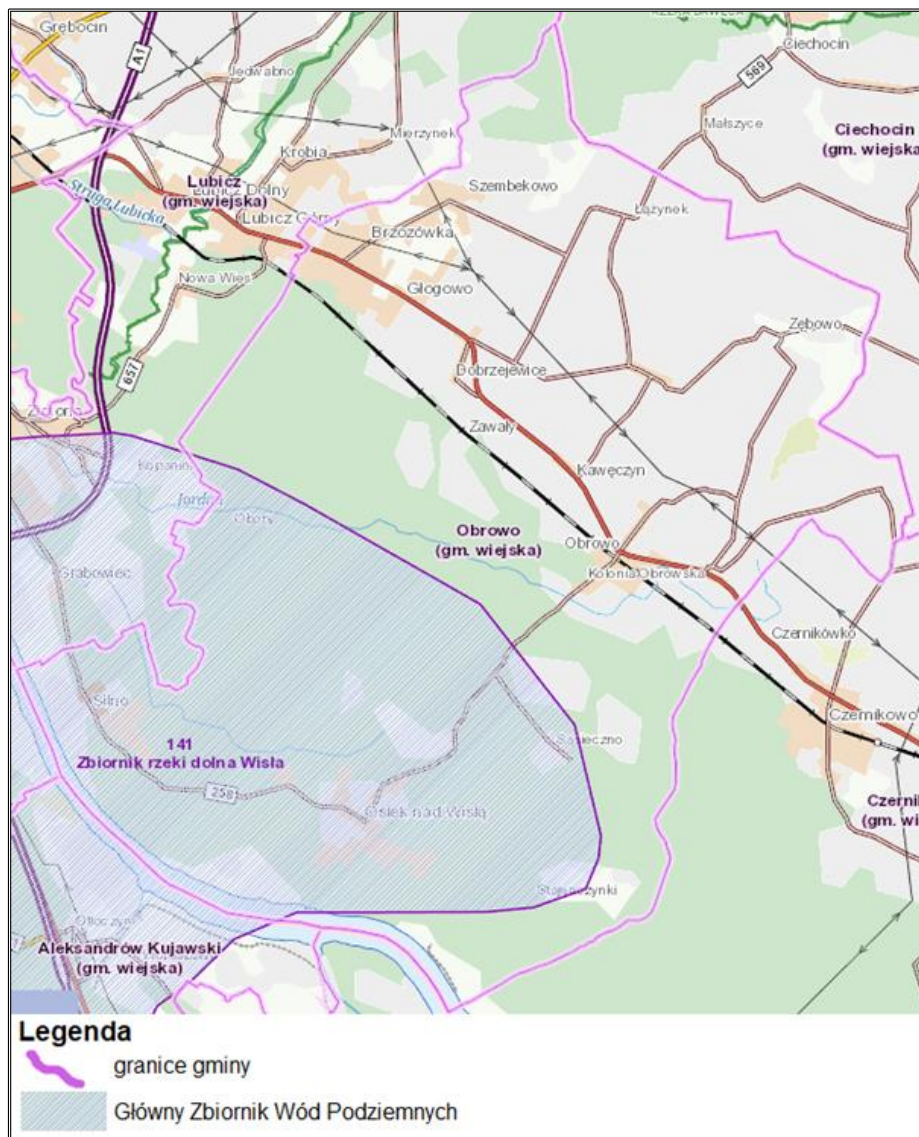 Grębocin
A1
Jedwabno
Ciechocin
569
Małszyce
Ciechocin
(gm. wiejska
Mierzynek
Krobia
Lubicz
(gm. wiejska)
Lubicz Dolny
Lubicz Górny
Struga Lubicka
Szembekowo
Łążynek
Brzozówka
Nowa Wieś
Głogowo
Zębowo
657
Dobrzejewice
Zawały
Kawęczyn
Kopanin
Jordan
Obory
Obrowo
(gm. wiejska)
Obrowo
Kolonia Obrowska
Grabowiec
Czernikówko
Silno
Czernikowo
141
Zbiornik rzeki dolna Wisła
Sąsieczno
258
Osiek nad Wisłą
Czerni
(gm. wi
Stajenczynki
Otłoczyn
Aleksandrów Kujawski
(gm. wiejska)
Legenda
granice gminy
Główny Zbiornik Wód Podziemnych